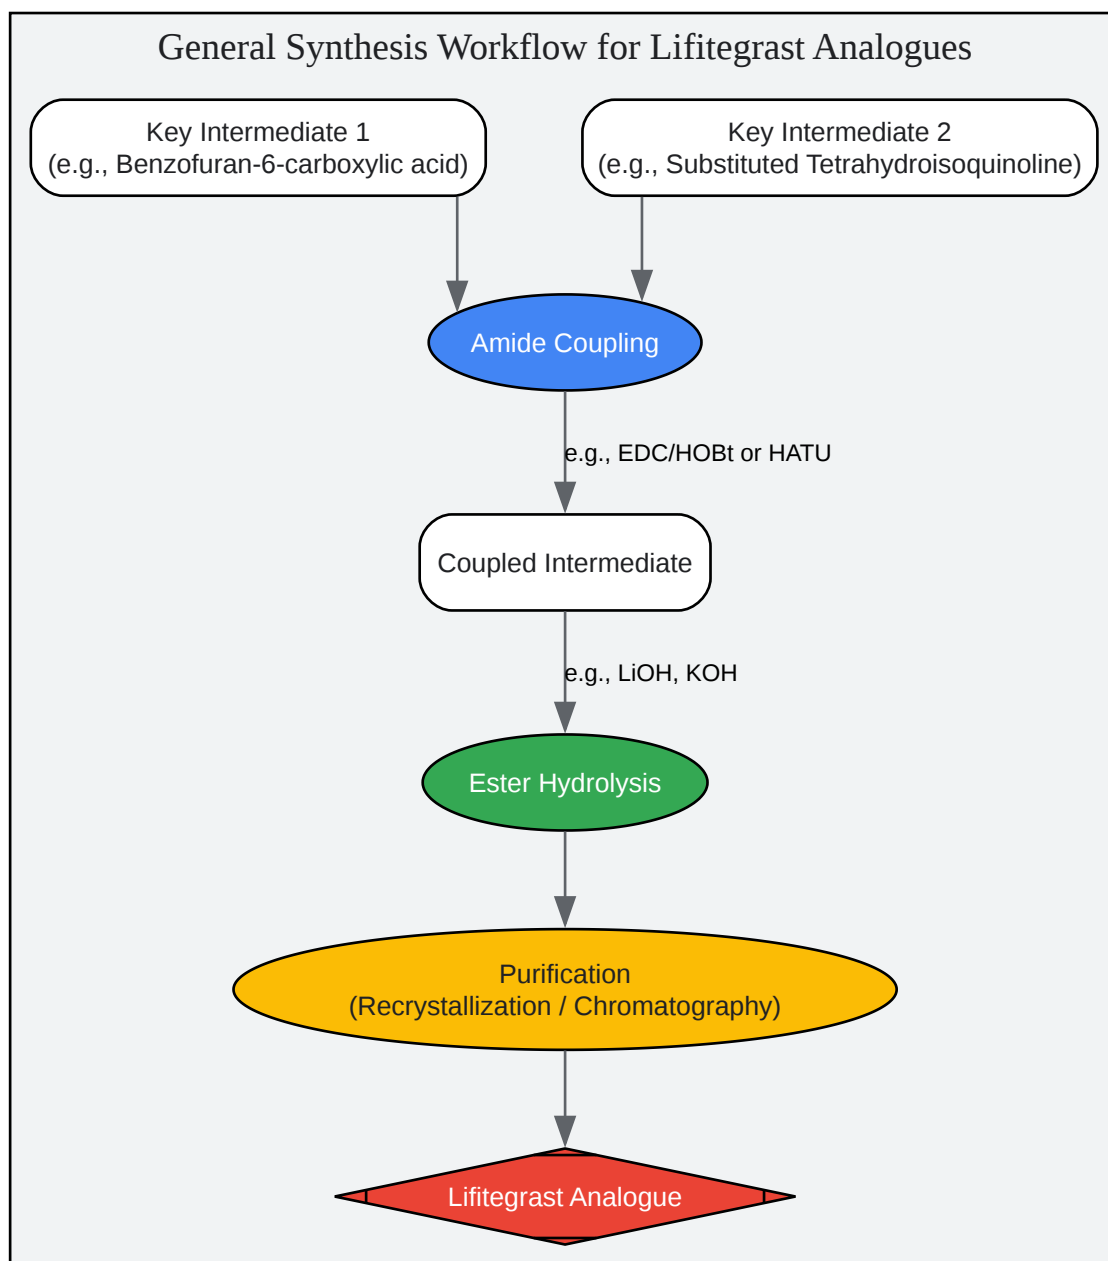 General Synthesis Workflow for Lifitegrast Analogues
Key Intermediate 1
(e.g., Benzofuran-6-carboxylic acid)
Key Intermediate 2
(e.g., Substituted Tetrahydroisoquinoline)
Amide Coupling
e.g., EDC/HOBt or HATU
Coupled Intermediate
e.g., LiOH, KOH
Ester Hydrolysis
Purification
(Recrystallization / Chromatography)
Lifitegrast Analogue